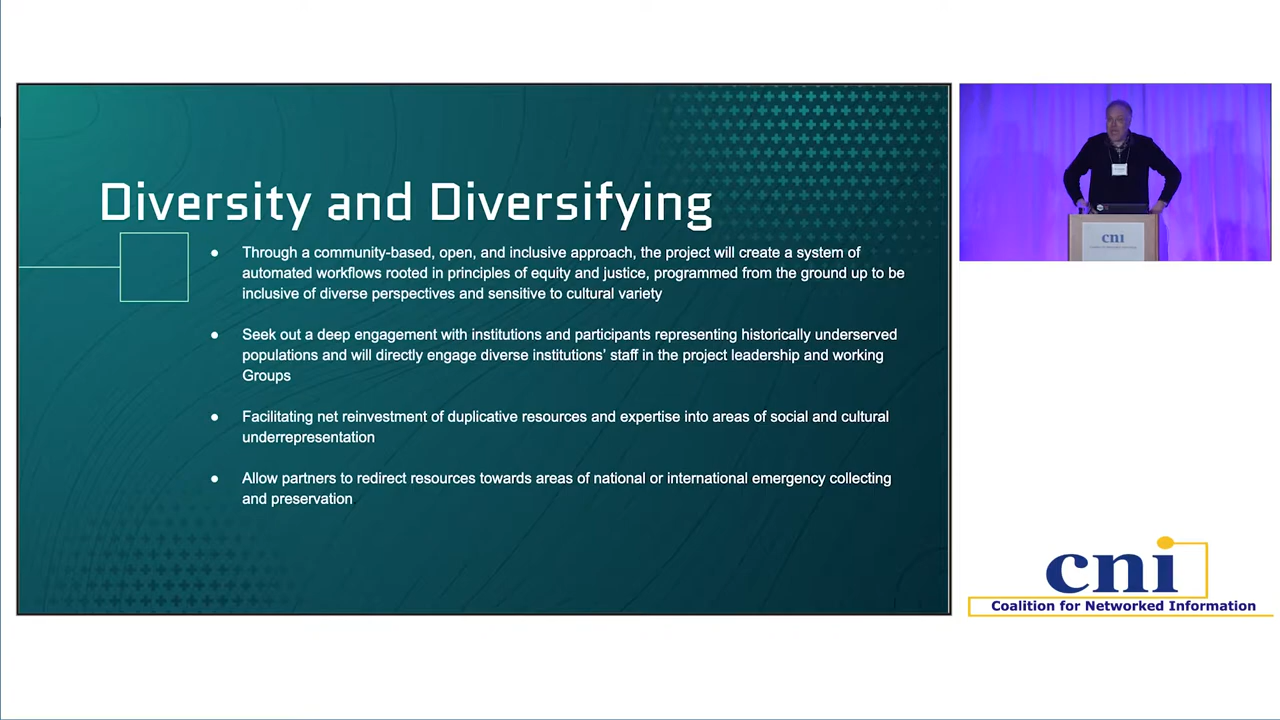 Diversity and Diversifying
● Through a community-based, open, and inclusive approach, the project will create a system of
automated workflows rooted in principles of equity and justice, programmed from the ground up to be
inclusive of diverse perspectives and sensitive to cultural variety
● Seek out a deep engagement with institutions and participants representing historically underserved
populations and will directly engage diverse institutions' staff in the project leadership and working
Groups
● Facilitating net reinvestment of duplicative resources and expertise into areas of social and cultural
underrepresentation
● Allow partners to redirect resources towards areas of national or international emergency collecting
and preservation
cni
cni
Coalition for Networked Information